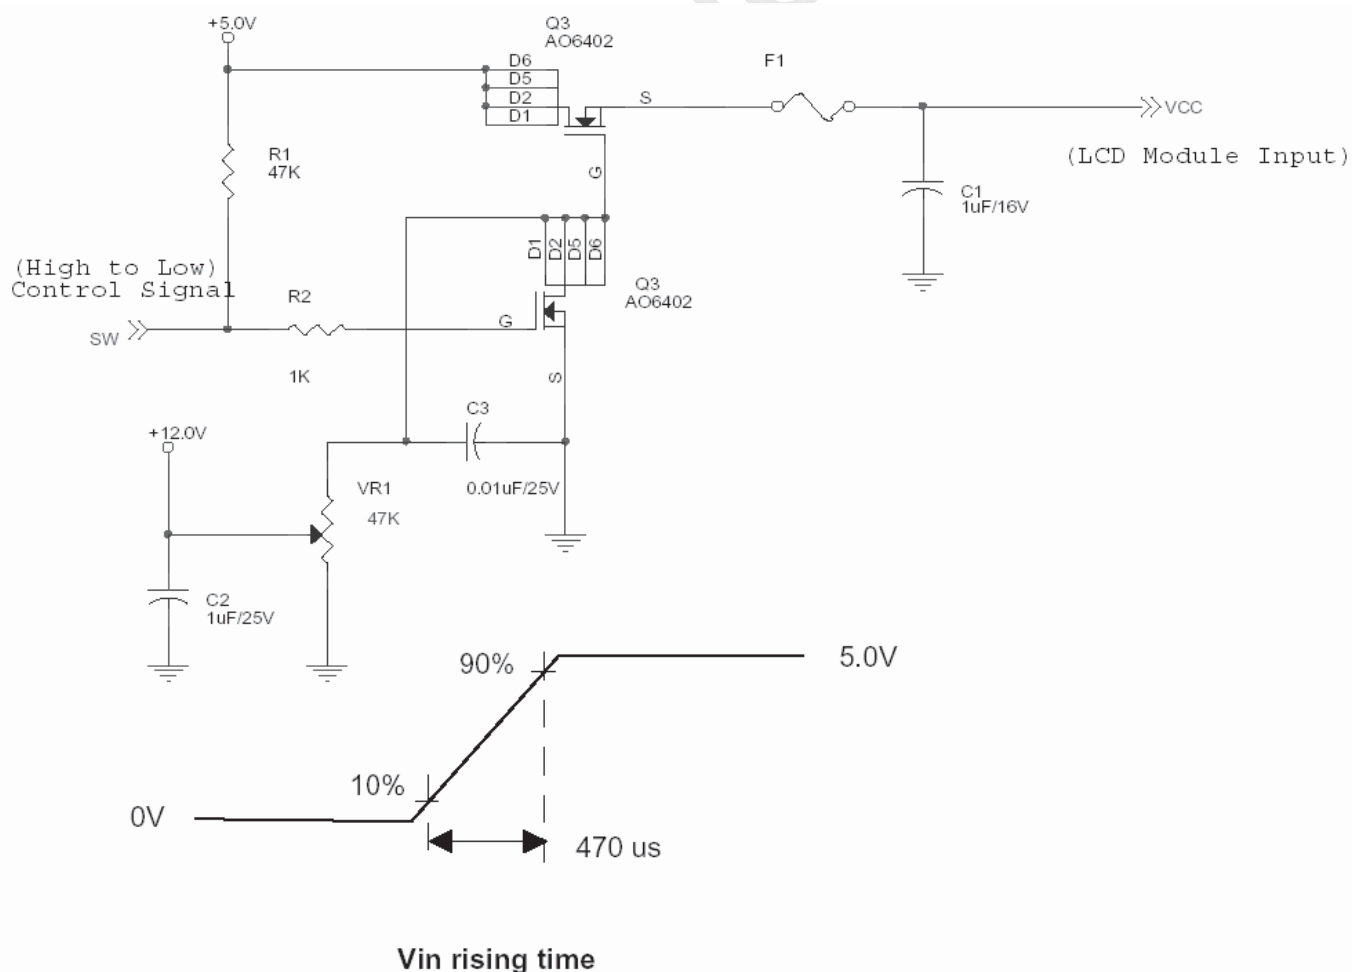 +5.0V
Q3
AO6402
D6
D5
D2
D1
S
F1
VCC
(LCD Module Input)
R1
47K
G
C1
1uF/16V
D1
D2
D5
D6
(High to Low)
Control Signal
R2
Q3
AO6402
SW
G
1K
S
C3
+12.0V
VR1
47K
0.01uF/25V
C2
1uF/25V
90%
5.0V
10%
0V
470 us
Vin rising time